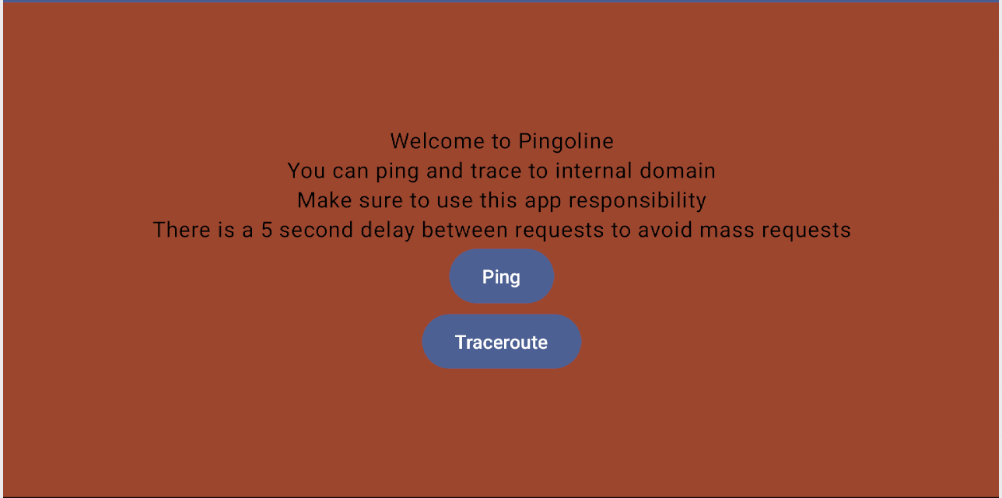 Welcome to Pingoline
You can ping and trace to internal domain
Make sure to use this app responsibility
There is a 5 second delay between requests to avoid mass requests
Ping
Traceroute